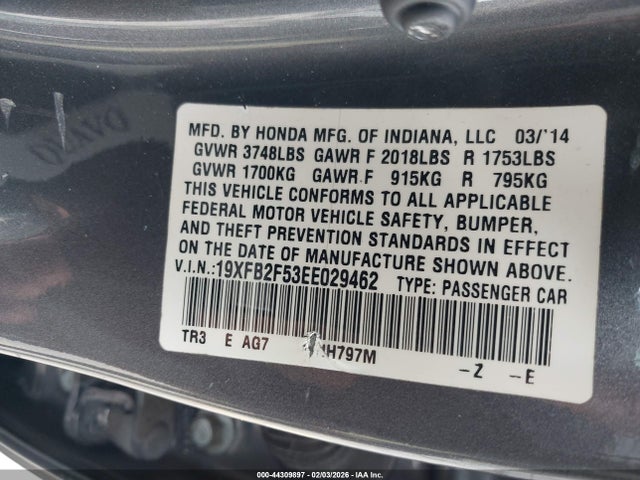 MFD. BY HONDA MFG. OF INDIANA, LLC 03/'14
GVWR 3748LBS GAWR F 2018LBS R 1753LBS
GVWR 1700KG GAWR F 915KG R 795KG
THIS VEHICLE CONFORMS TO ALL APPLICABLE
FEDERAL MOTOR VEHICLE SAFETY, BUMPER,
AND THEFT PREVENTION STANDARDS IN EFFECT
ON THE DATE OF MANUFACTURE SHOWN ABOVE.
V.I.N.:19XFB2F53EE029462 TYPE: PASSENGER CAR
TR3 E AG7 NH797M
-Z -E
000-44309897 - 02/03/2026 - IAA Inc.